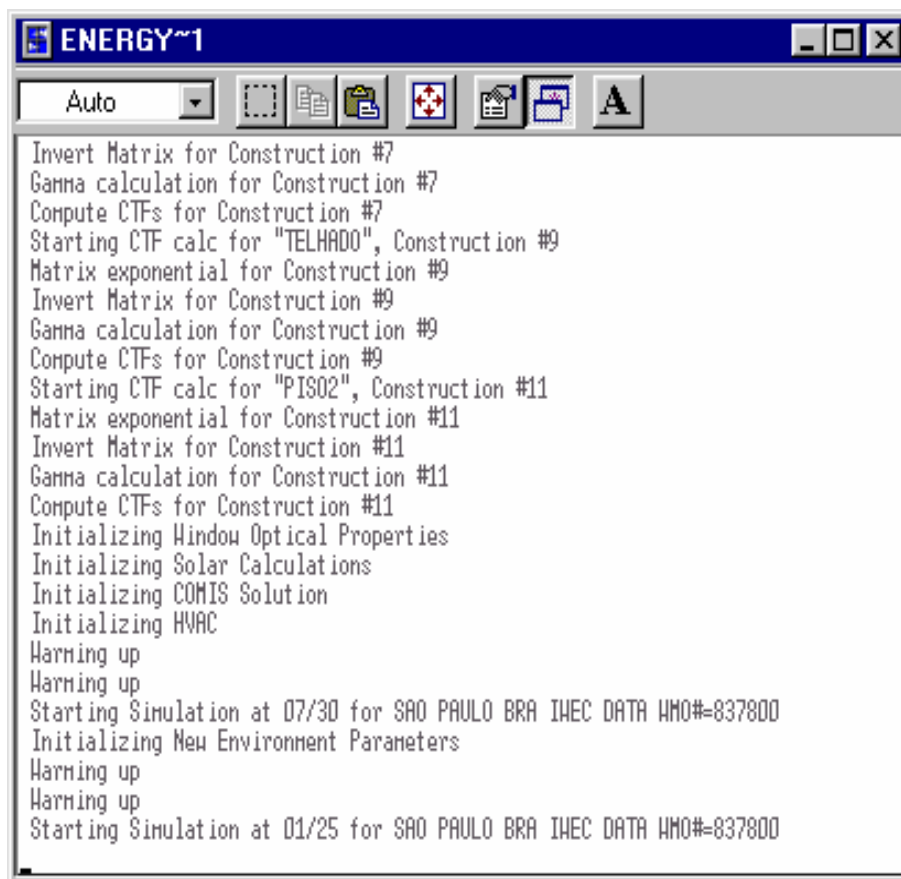 ENERGY~1
Auto
A
Invert Matrix for Construction #7
Gamma calculation for Construction #7
Compute CTFs for Construction #7
Starting CTF calc for "TELHADO", Construction #9
Matrix exponential for Construction #9
Invert Matrix for Construction #9
Gamma calculation for Construction #9
Compute CTFs for Construction #9
Starting CTF calc for "PISO2", Construction #11
Matrix exponential for Construction #11
Invert Matrix for Construction #11
Gamma calculation for Construction #11
Compute CTFs for Construction #11
Initializing Window Optical Properties
Initializing Solar Calculations
Initializing COMIS Solution
Initializing HVAC
Warming up
Warming up
Starting Simulation at 07/30 for SAO PAULO BRA IWEC DATA WMO#=837800
Initializing New Environment Parameters
Warming up
Warming up
Starting Simulation at 01/25 for SAO PAULO BRA IWEC DATA WMO#=837800